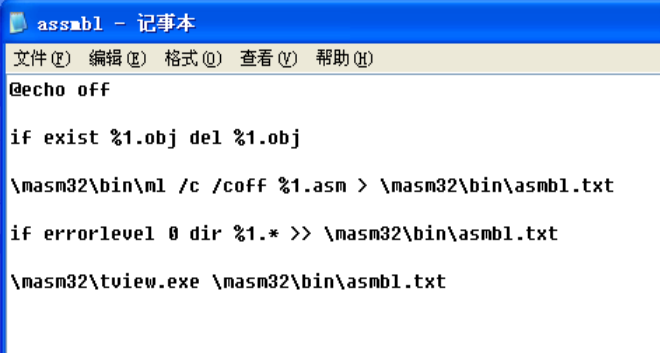 assmbl - 记事本
文件(F) 编辑(E) 格式(O) 查看(V) 帮助(H)
@echo off
if exist %1.obj del %1.obj
\masm32\bin\ml /c /coff %1.asm > \masm32\bin\asmbl.txt
if errorlevel 0 dir %1.* >> \masm32\bin\asmbl.txt
\masm32\tview.exe \masm32\bin\asmbl.txt